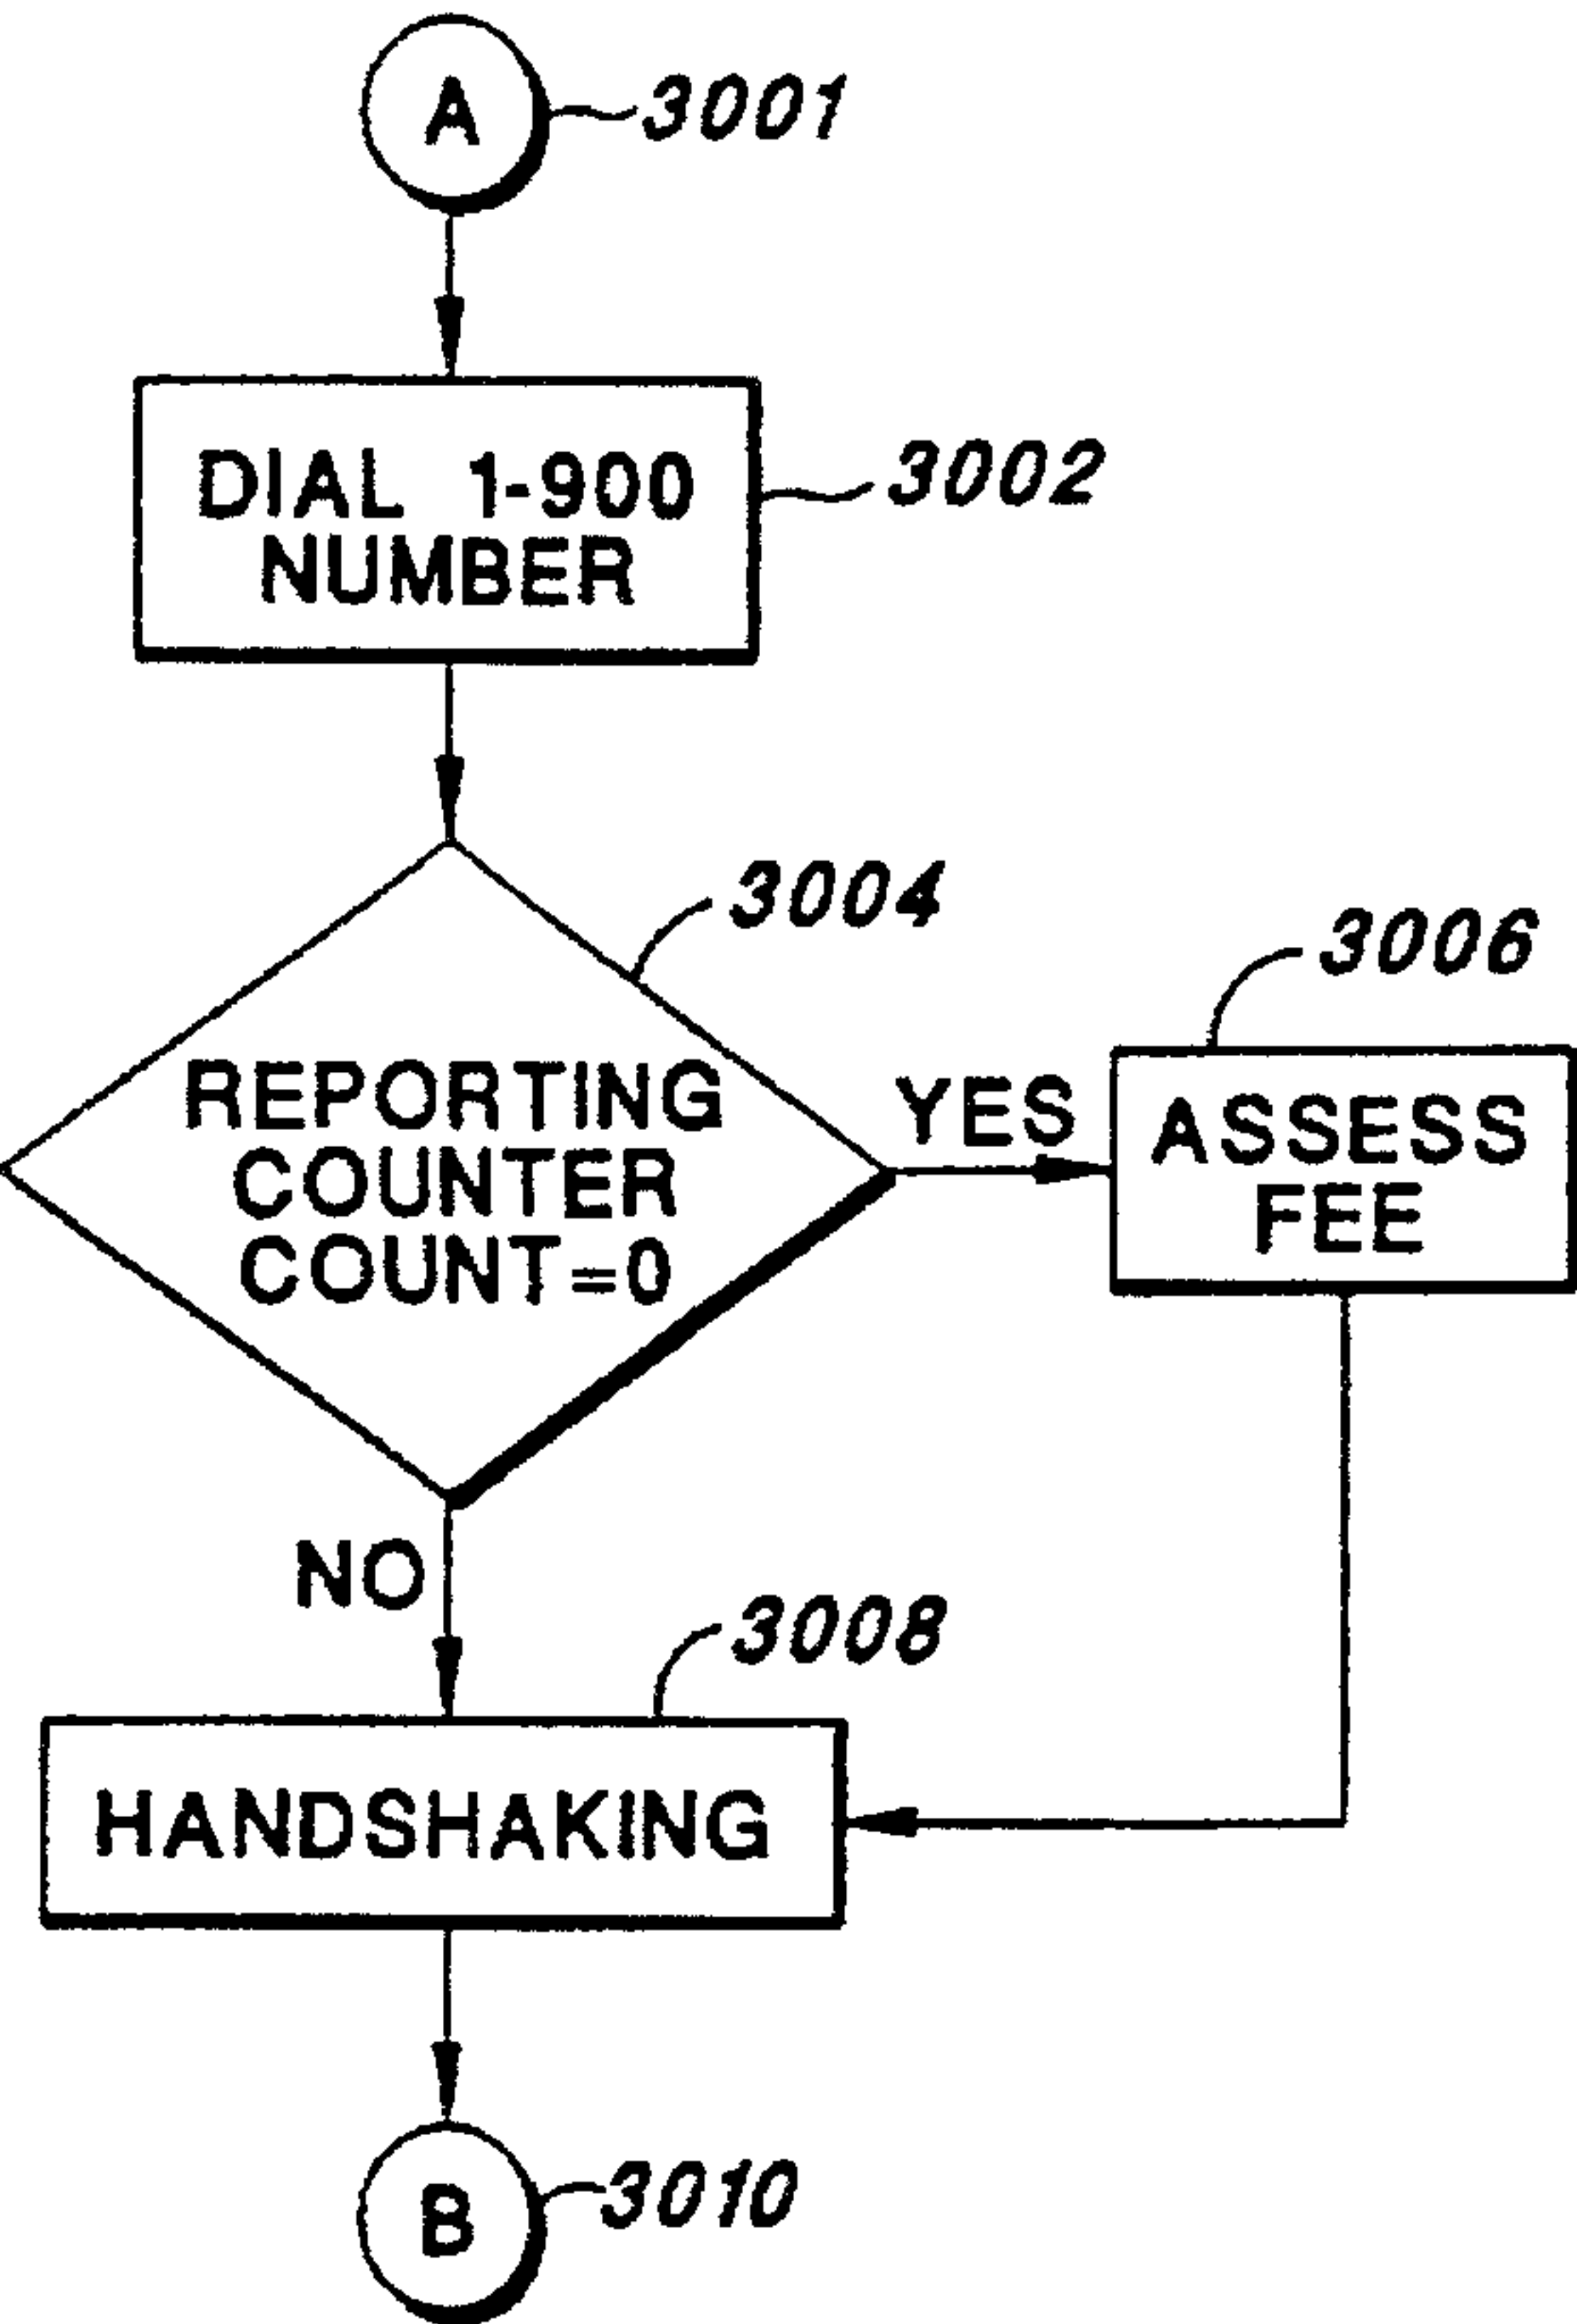 A
3001
DIAL 1-900
NUMBER
3002
3004
REPORTING
COUNTER
COUNT=0
YES
3006
ASSESS
FEE
NO
3008
HANDSHAKING
B
3010